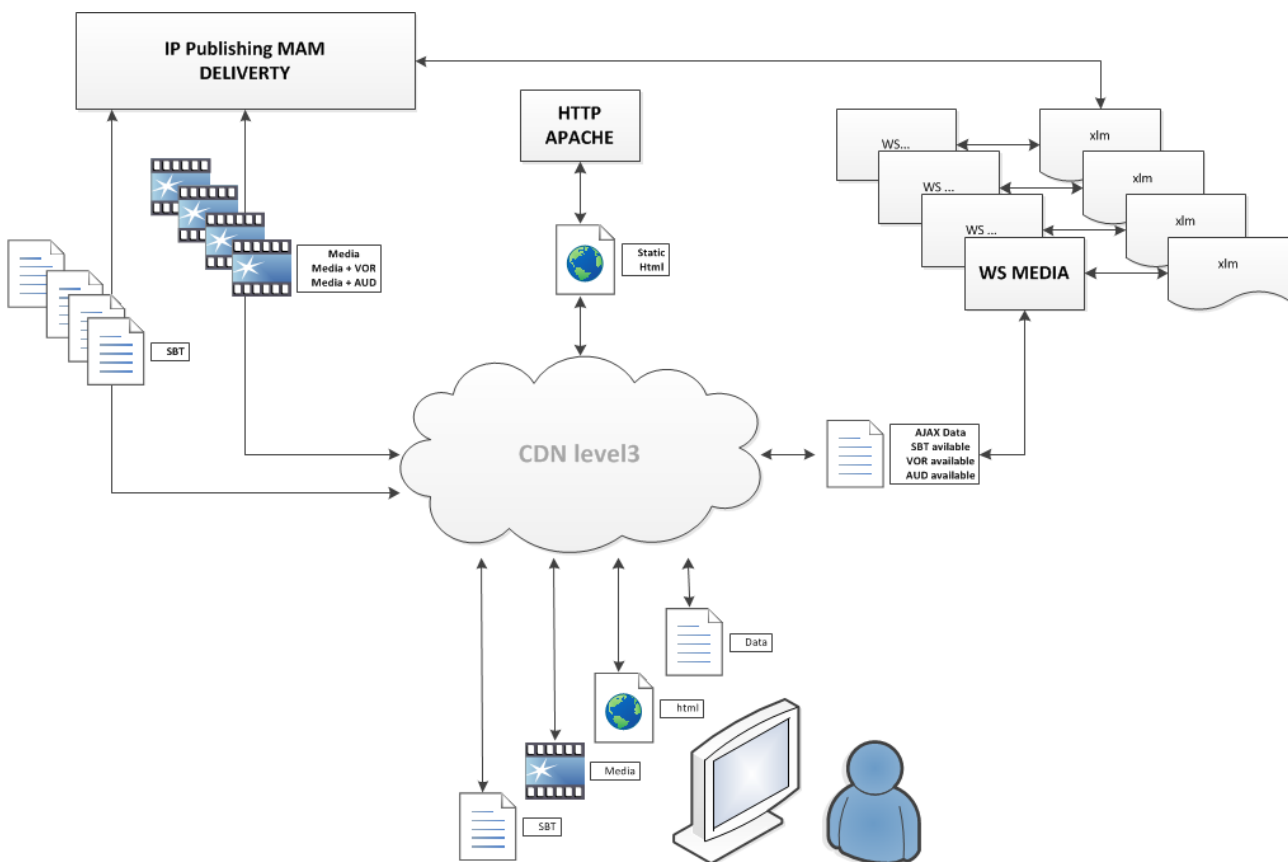 IP Publishing MAM
DELIVERTY
HTTP
APACHE
WS...
xlm
WS ...
xlm
WS ...
xlm
WS MEDIA
xlm
Media
Media + VOR
Media + AUD
Static
Html
SBT
CDN level3
AJAX Data
SBT avilable
VOR available
AUD available
Data
html
Media
SBT